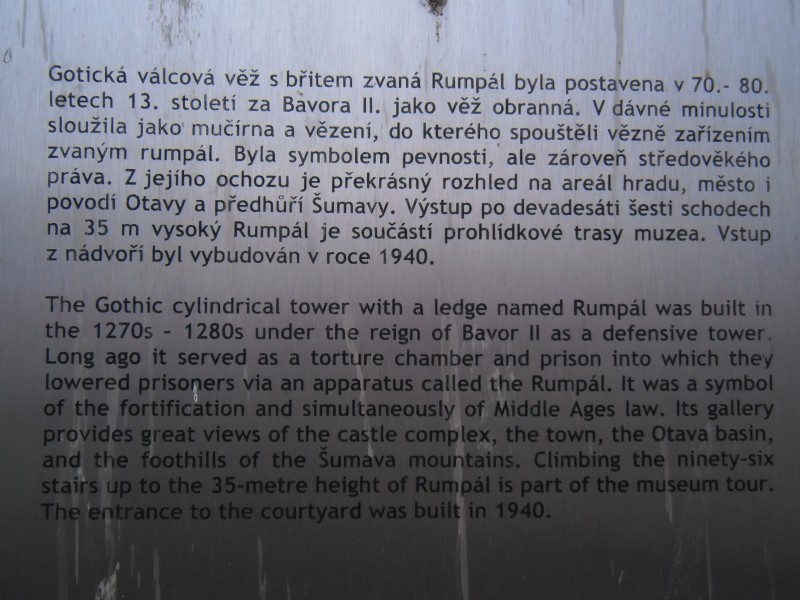 Gotická válcová věž s břitem zvaná Rumpál byla postavena v 70.- 80.
letech 13. století za Bavora II. jako věž obranná. V dávné minulosti
sloužila jako mučírna a vězení, do kterého spouštěli vězně zařízením
zvaným rumpál. Byla symbolem pevnosti, ale zároveň středověkého
práva. Z jejího ochozu je překrásný rozhled na areál hradu, město i
povodí Otavy a předhůří Šumavy. Výstup po devadesáti šesti schodech
na 35 m vysoký Rumpál je součástí prohlídkové trasy muzea. Vstup
z nádvoří byl vybudován v roce 1940.
The Gothic cylindrical tower with a ledge named Rumpál was built in
the 1270s – 1280s under the reign of Bavor II as a defensive tower.
Long ago it served as a torture chamber and prison into which they
lowered prisoners via an apparatus called the Rumpál. It was a symbol
of the fortification and simultaneously of Middle Ages law. Its gallery
provides great views of the castle complex, the town, the Otava basin,
and the foothills of the Šumava mountains. Climbing the ninety-six
stairs up to the 35-metre height of Rumpál is part of the museum tour.
The entrance to the courtyard was built in 1940.